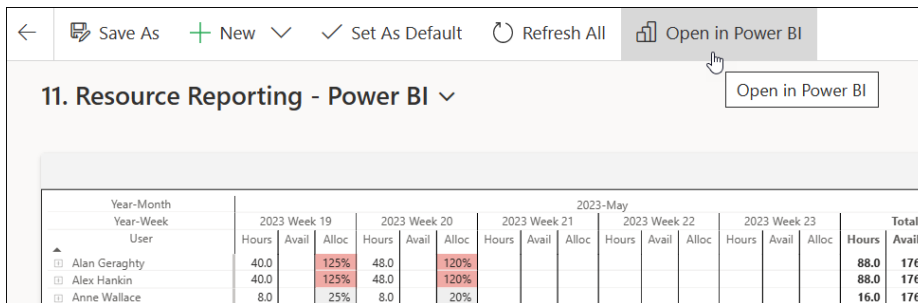 Save As New Set As Default Refresh All Open in Power BI
Open in Power BI
11. Resource Reporting - Power BI
Year-Month 2023-May
Year-Week 2023 Week 19 2023 Week 20 2023 Week 21 2023 Week 22 2023 Week 23 Total
User Hours Avail Alloc Hours Avail Alloc Hours Avail Alloc Hours Avail Alloc Hours Avail Alloc Hours Avail
Alan Geraghty 40.0 125% 48.0 120% 88.0 176
Alex Hankin 40.0 125% 48.0 120% 88.0 176
Anne Wallace 8.0 25% 8.0 20% 16.0 176